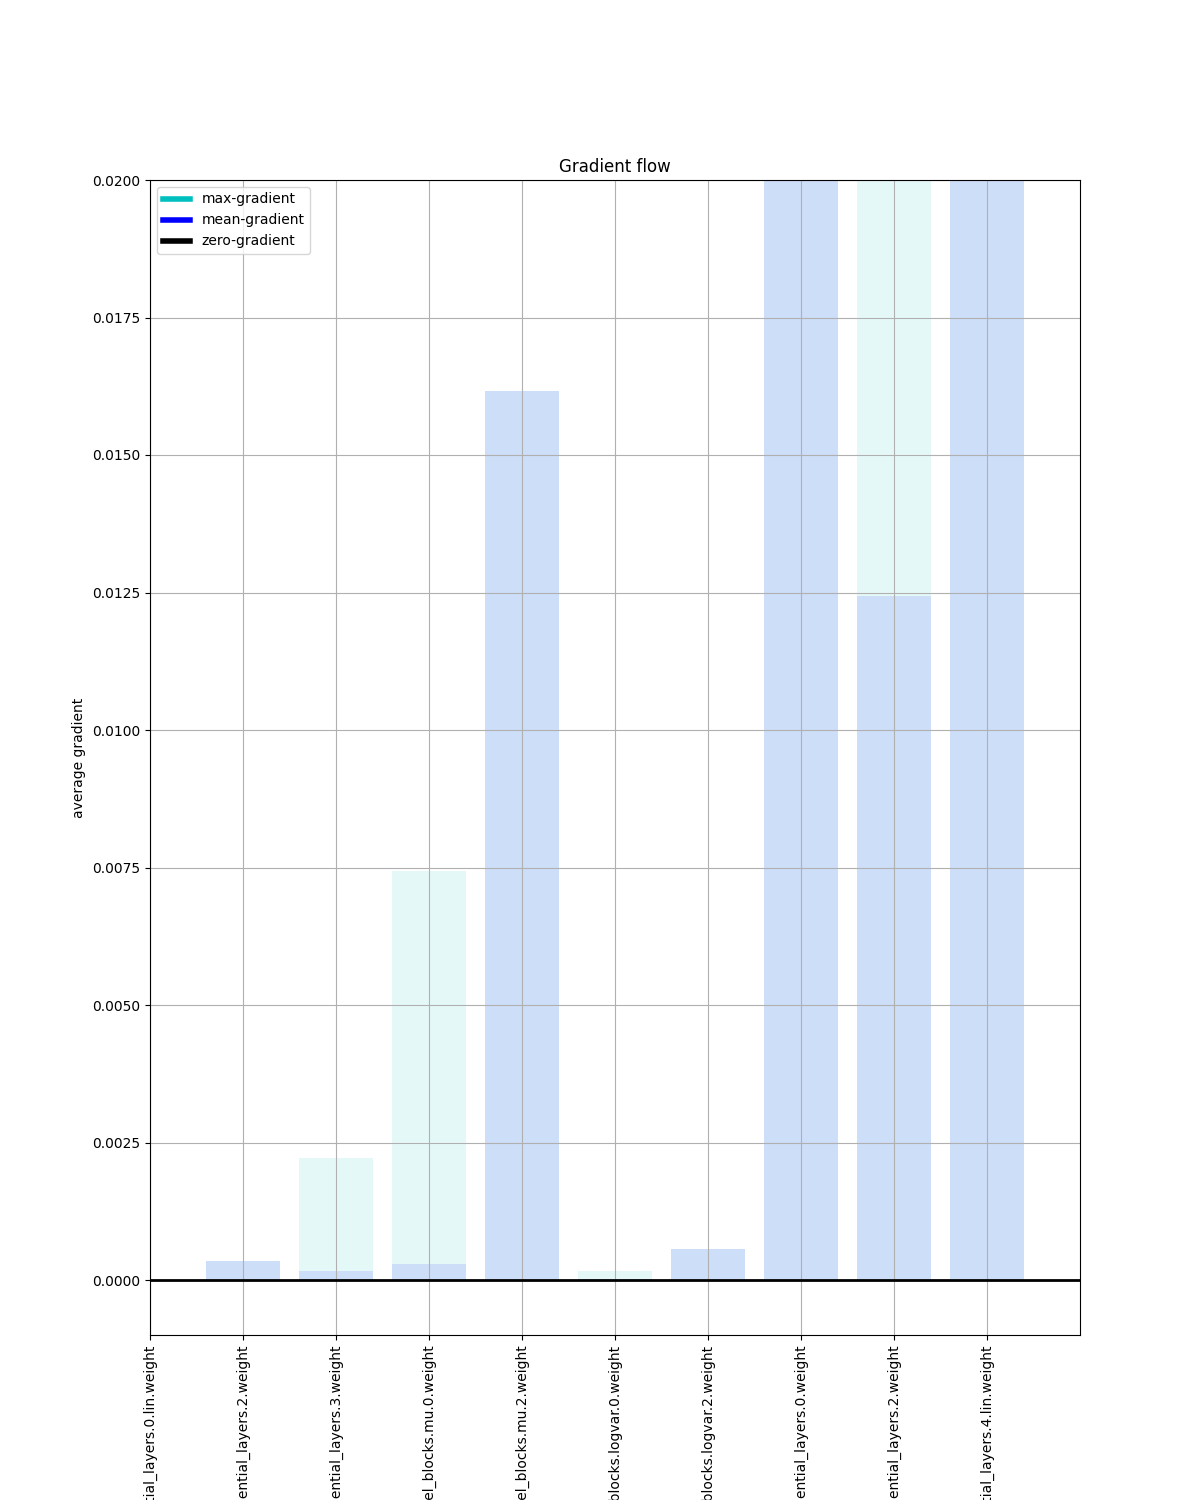 Gradient flow
max-gradient
mean-gradient
zero-gradient
0.0200
0.0175
0.0150
0.0125
0.0100
0.0075
0.0050
0.0025
0.0000
average gradient
tial_layers.0.lin.weight
ential_layers.2.weight
ential_layers.3.weight
el_blocks.mu.0.weight
el_blocks.mu.2.weight
blocks.logvar.0.weight
blocks.logvar.2.weight
ential_layers.0.weight
ential_layers.2.weight
tial_layers.4.lin.weight